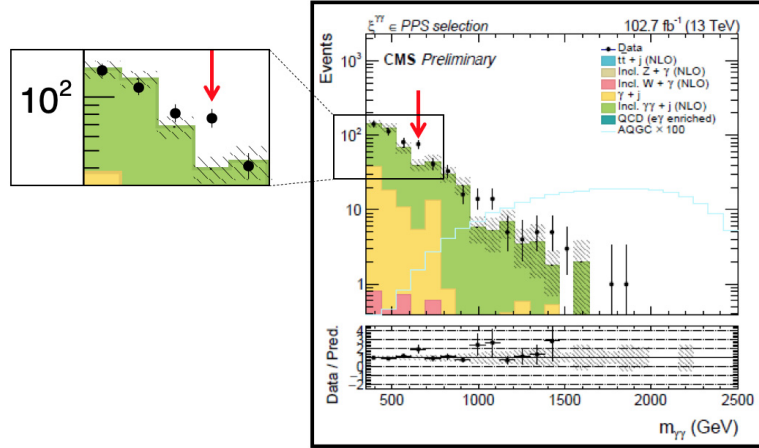 ξ^γγ ∈ PPS selection 102.7 fb⁻¹ (13 TeV)
CMS Preliminary
Data
tt + j (NLO)
Incl. Z + γ (NLO)
Incl. W + γ (NLO)
γ + j
Incl. γγ + j (NLO)
QCD (eγ enriched)
AQGC × 100
Events
10³
10²
10
1
10²
Data / Pred.
4
3
2
1
0
−1
−2
500 1000 1500 2000 2500
m_γγ (GeV)